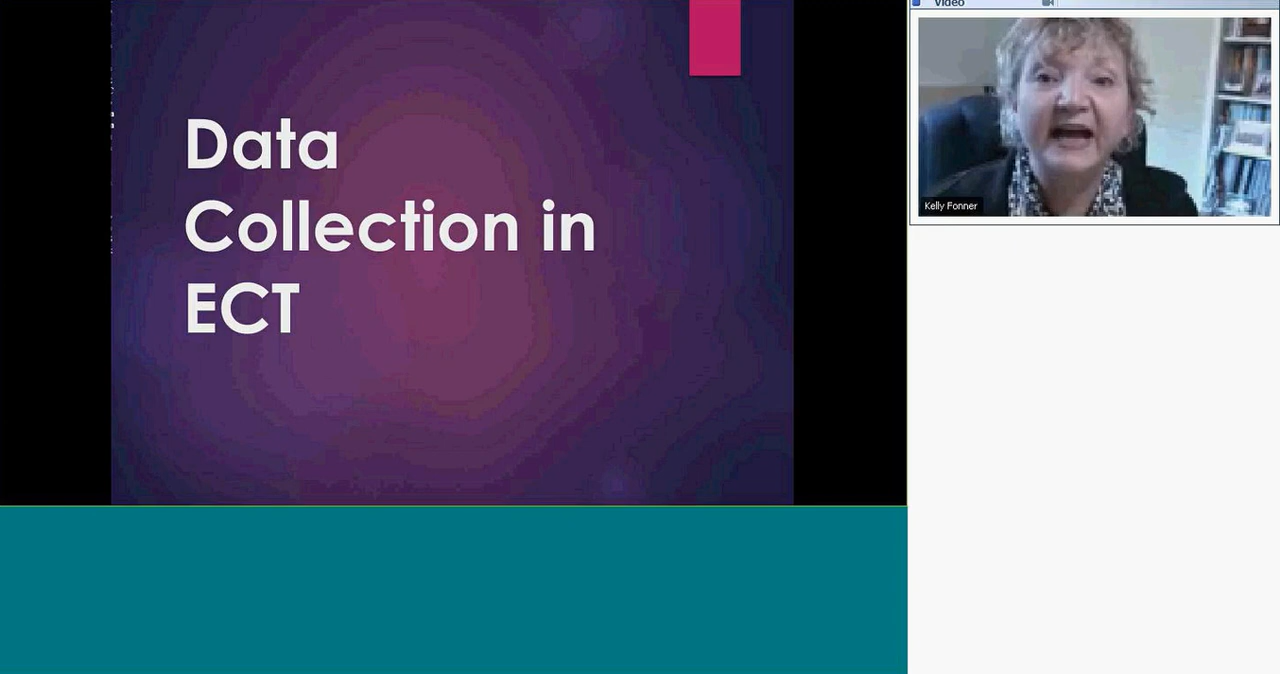 Data
Collection in
ECT
Video
Kelly Fonner